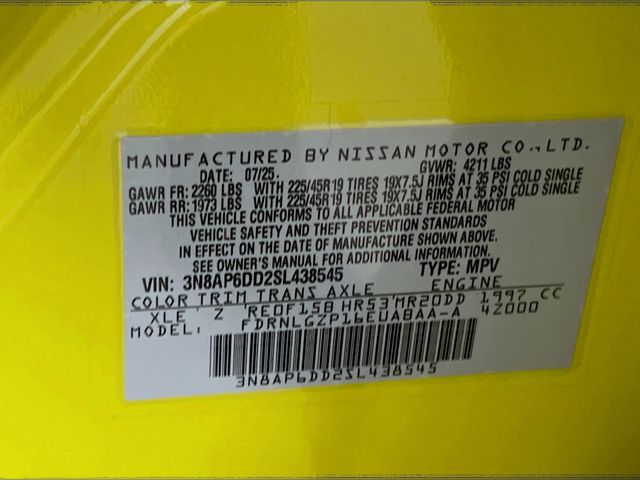 MANUFACTURED BY NISSAN MOTOR CO., LTD.
DATE: 07/25. GVWR: 4211 LBS
GAWR FR: 2260 LBS WITH 225/45R19 TIRES 19X7.5J RIMS AT 35 PSI COLD SINGLE
GAWR RR: 1973 LBS WITH 225/45R19 TIRES 19X7.5J RIMS AT 35 PSI COLD SINGLE
THIS VEHICLE CONFORMS TO ALL APPLICABLE FEDERAL MOTOR
VEHICLE SAFETY AND THEFT PREVENTION STANDARDS
IN EFFECT ON THE DATE OF MANUFACTURE SHOWN ABOVE.
SEE OWNER'S MANUAL FOR ADDITIONAL INFORMATION.
VIN: 3N8AP6DD2SL438545 TYPE: MPV
COLOR TRIM TRANS AXLE ENGINE
XLE Z RE0F15B HR53 MR20DD 1997 CC
MODEL: FDRNLGZP16EUABAA-A 4Z000
3N8AP6DD2SL438545